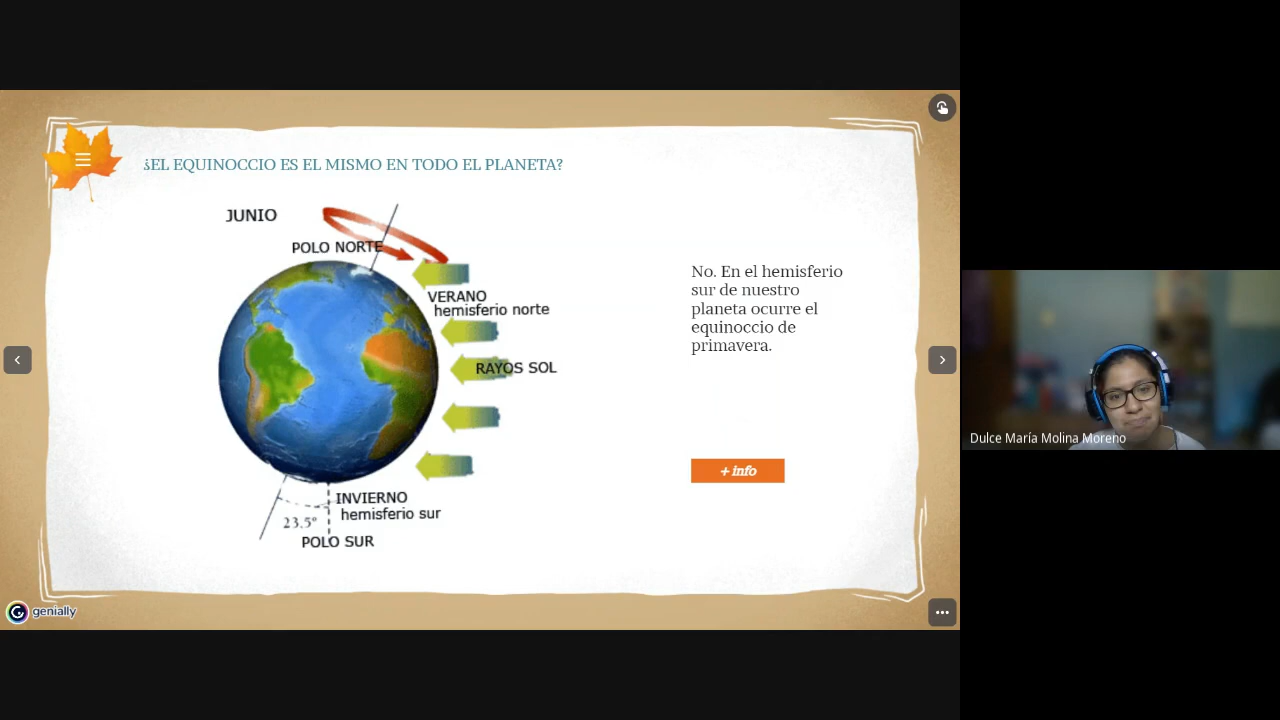 ¿EL EQUINOCCIO ES EL MISMO EN TODO EL PLANETA?
JUNIO
POLO NORTE
VERANO
hemisferio norte
RAYOS SOL
INVIERNO
hemisferio sur
23.5°
POLO SUR
No. En el hemisferio
sur de nuestro
planeta ocurre el
equinoccio de
primavera.
+ info
genially
Dulce María Molina Moreno